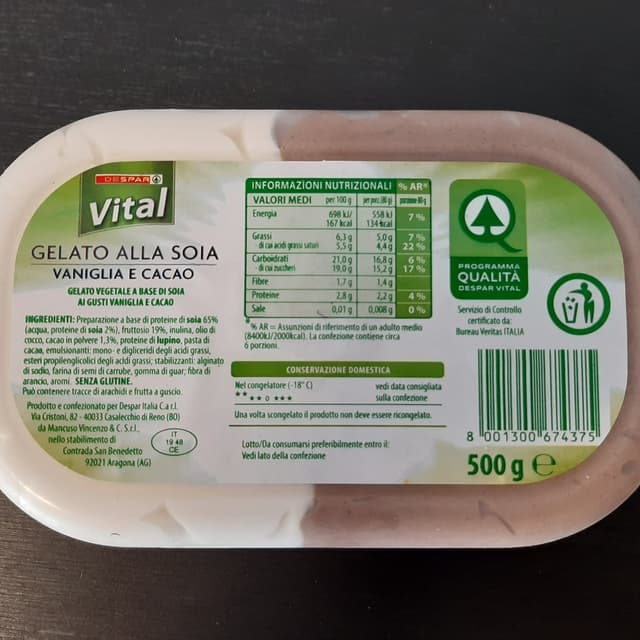 DESPAR
Vital
GELATO ALLA SOIA
VANIGLIA E CACAO
GELATO VEGETALE A BASE DI SOIA
AI GUSTI VANIGLIA E CACAO
INGREDIENTI: Preparazione a base di proteine di soia 65%
(acqua, proteine di soia 2%), fruttosio 19%, inulina, olio di
cocco, cacao in polvere 1,3%, proteine di lupino, pasta di
cacao, emulsionanti: mono- e digliceridi degli acidi grassi,
esteri propilenglicolici degli acidi grassi; stabilizzanti: alginato
di sodio, farina di semi di carrube, gomma di guar; fibra di
arancio, aromi. SENZA GLUTINE.
Può contenere tracce di arachidi e frutta a guscio.
Prodotto e confezionato per Despar Italia C.a r.l.
Via Cristoni, 82 - 40033 Casalecchio di Reno (BO)
da Mancuso Vincenzo & C. S.r.l.,
nello stabilimento di
Contrada San Benedetto
92021 Aragona (AG)
IT
19 48
CE
INFORMAZIONI NUTRIZIONALI % AR*
VALORI MEDI per 100 g per porz.(80 g) porzione-80 g
Energia 698 kJ/ 558 kJ 7 %
167 kcal 134 kcal
Grassi 6,3 g 5,0 g 7 %
- di cui acidi grassi saturi 5,5 g 4,4 g 22 %
Carboidrati 21,0 g 16,8 g 6 %
- di cui zuccheri 19,0 g 15,2 g 17 %
Fibre 1,7 g 1,4 g
Proteine 2,8 g 2,2 g 4 %
Sale 0,01 g 0,008 g 0 %
*% AR = Assunzioni di riferimento di un adulto medio
(8400kJ/2000kcal). La confezione contiene circa
6 porzioni.
CONSERVAZIONE DOMESTICA
Nel congelatore (-18° C) vedi data consigliata
** ** o *** sulla confezione
Una volta scongelato il prodotto non deve essere ricongelato.
Lotto/Da consumarsi preferibilmente entro il:
Vedi lato della confezione
PROGRAMMA
QUALITÀ
DESPAR VITAL
Servizio di Controllo
certificato da:
Bureau Veritas ITALIA
8 001300 674375
500 g e